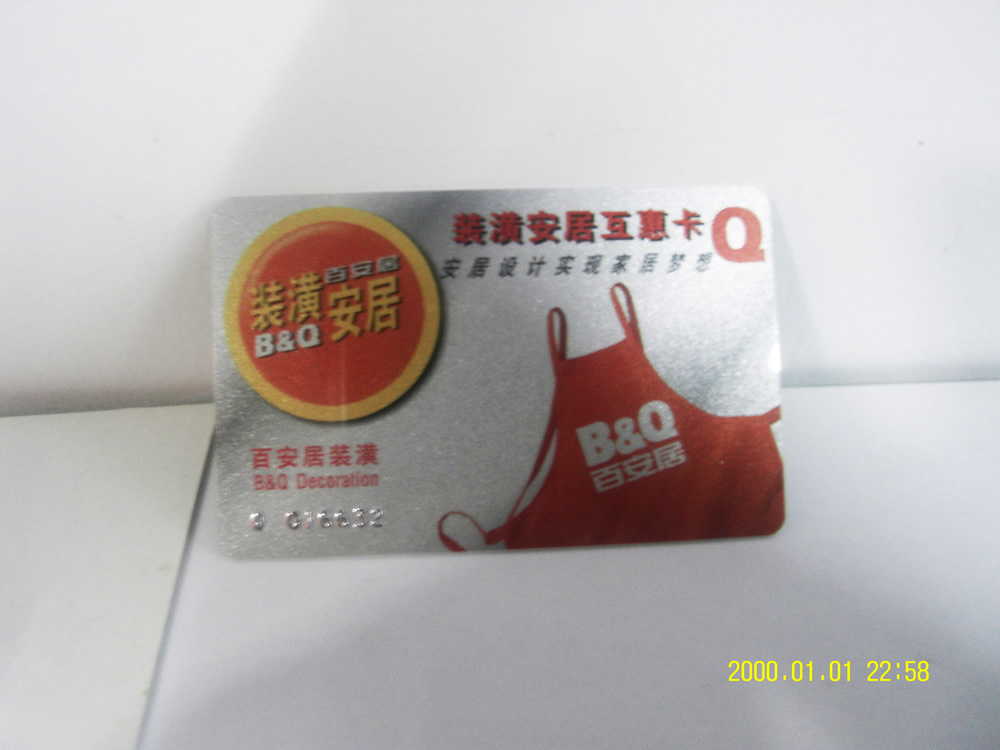 装潢安居互惠卡 Q
安居设计实现家居梦想
百安居
装潢安居
B&Q
B&Q
百安居
百安居装潢
B&Q Decoration
016632
2000.01.01 22:58